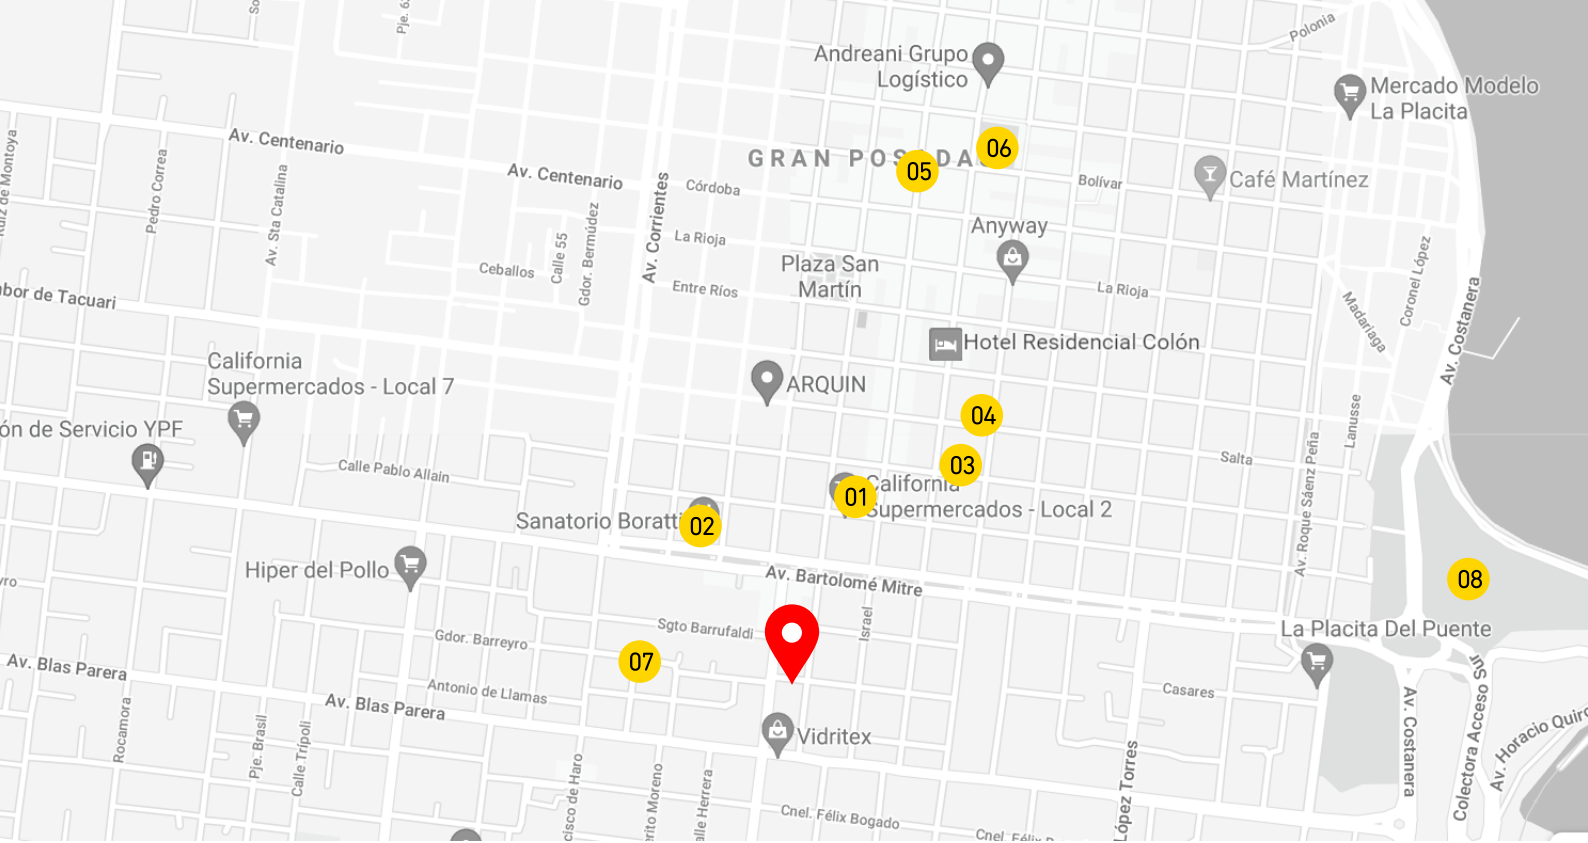 Polonia
Andreani Grupo
Logístico
Mercado Modelo
La Placita
Av. Centenario
GRAN POSADAS
06
05
Av. Centenario
Córdoba
Bolívar
Café Martínez
Pedro Correa
Av. Sta Catalina
Av. Corrientes
Calle 55
Gdor. Bermúdez
La Rioja
Anyway
Ceballos
Plaza San
Martín
Entre Ríos
La Rioja
Coronel López
Madariaga
Av. Costanera
Hotel Residencial Colón
California
Supermercados - Local 7
ARQUIN
04
ón de Servicio YPF
Calle Pablo Allain
03
Salta
Lanusse
Av. Roque Sáenz Peña
01
California
Supermercados - Local 2
Sanatorio Boratti
02
Hiper del Pollo
Av. Bartolomé Mitre
08
Sgto Barrufaldi
Israel
La Placita Del Puente
Gdor. Barreyro
07
Av. Blas Parera
Antonio de Llamas
Av. Blas Parera
Casares
Av. Costanera
Colectora Acceso Sur
Av. Horacio Quiro
Rocamora
Pje. Brasil
Calle Trípoli
Vidritex
López Torres
Cnel. Félix Bogado